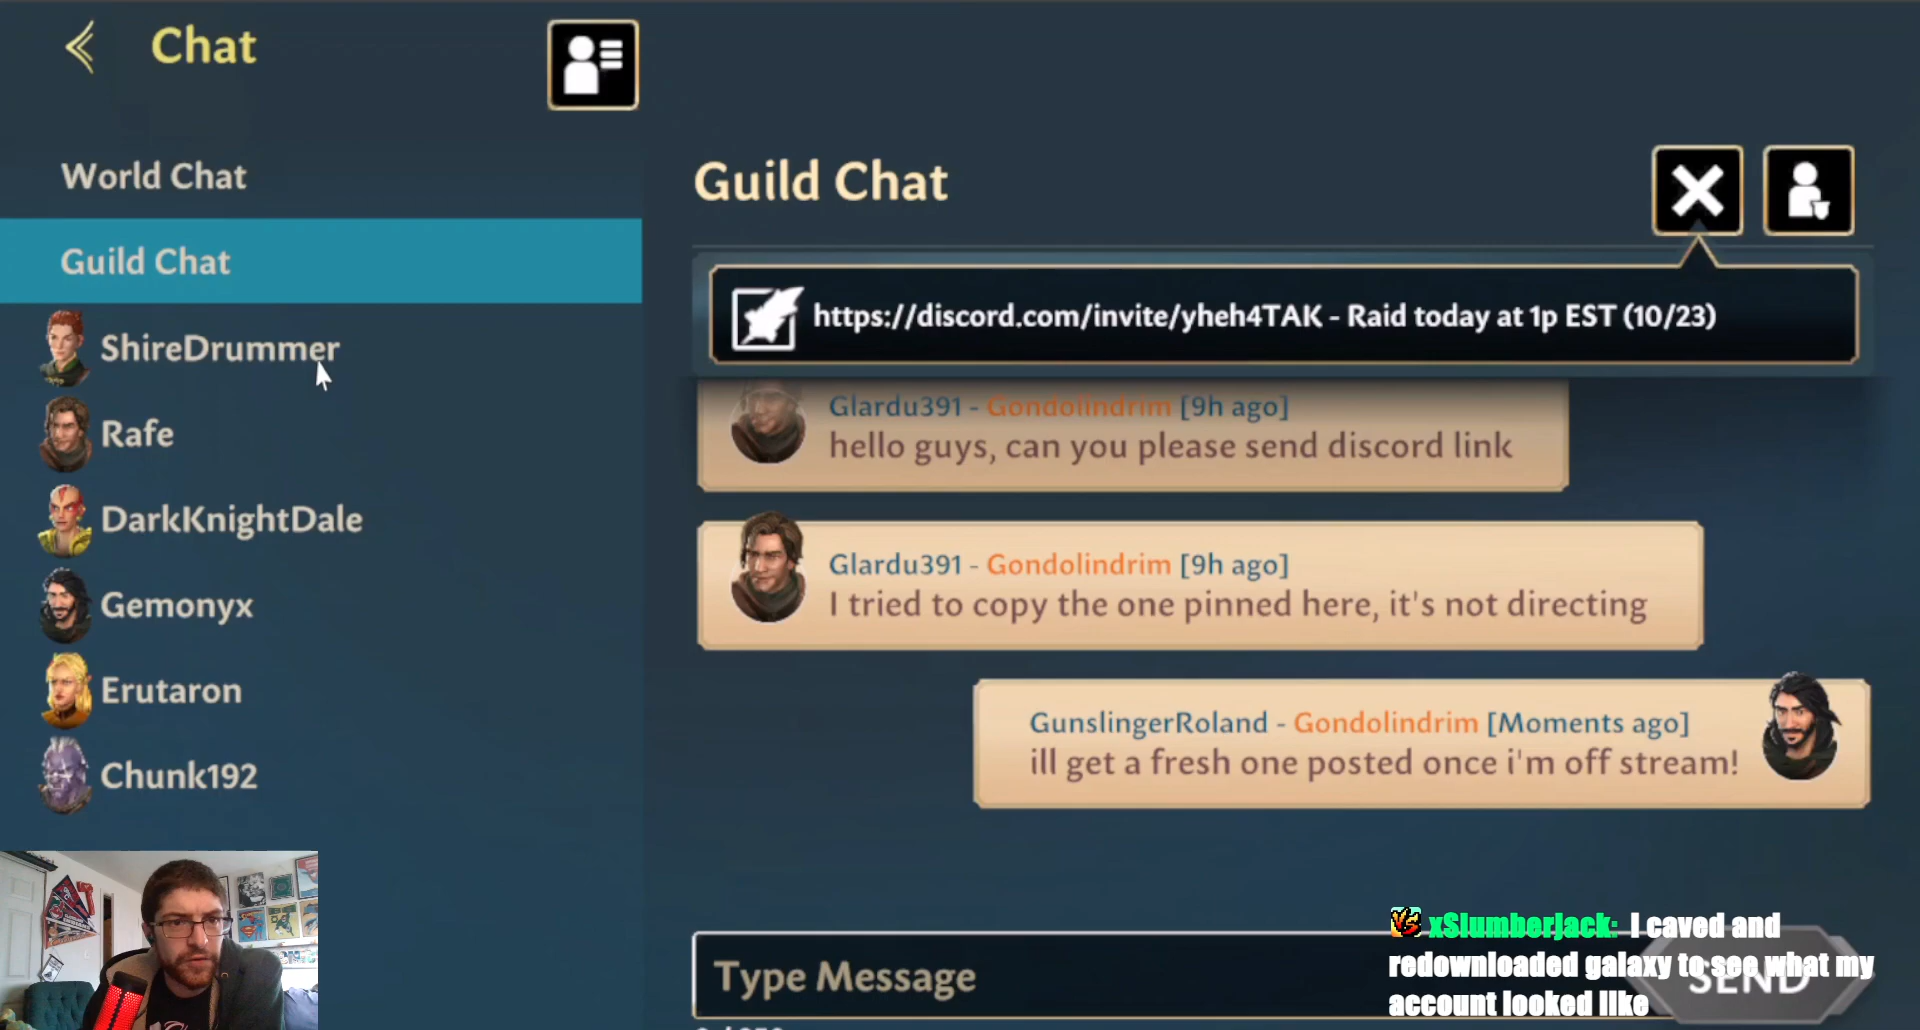 Chat
World Chat
Guild Chat
ShireDrummer
Rafe
DarkKnightDale
Gemonyx
Erutaron
Chunk192
Guild Chat
https://discord.com/invite/yheh4TAK - Raid today at 1p EST (10/23)
Glardu391 - Gondolindrim [9h ago]
hello guys, can you please send discord link
Glardu391 - Gondolindrim [9h ago]
I tried to copy the one pinned here, it's not directing
GunslingerRoland - Gondolindrim [Moments ago]
ill get a fresh one posted once i'm off stream!
Type Message
SEND
xSlumberJack: I caved and
redownloaded galaxy to see what my
account looked like